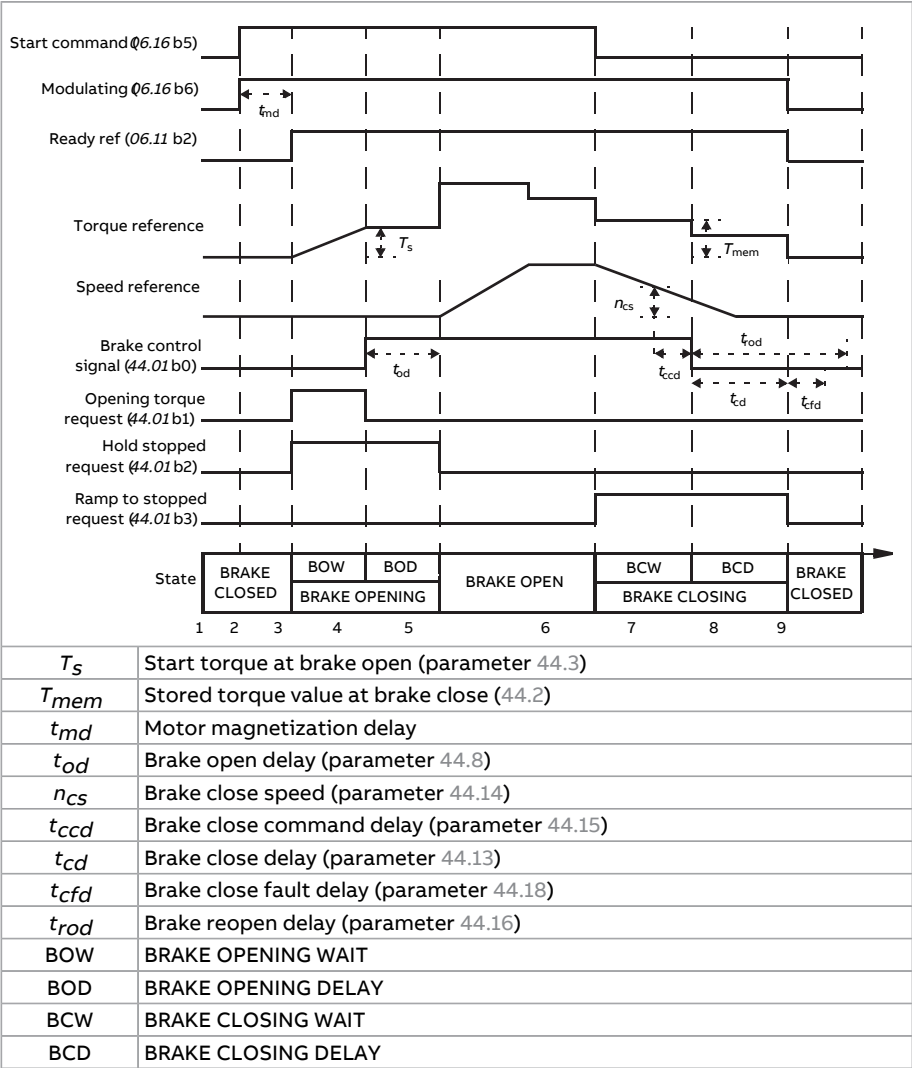 Start command (06.16 b5)
Modulating (06.16 b6)
tmd
Ready ref (06.11 b2)
Torque reference
Ts
Tmem
Speed reference
ncs
Brake control
signal (44.01 b0)
tod
tccd
trod
tcd
tcfd
Opening torque
request (44.01 b1)
Hold stopped
request (44.01 b2)
Ramp to stopped
request (44.01 b3)
State
BRAKE
CLOSED
BOW
BOD
BRAKE OPENING
BRAKE OPEN
BCW
BCD
BRAKE CLOSING
BRAKE
CLOSED
1 2 3 4 5 6 7 8 9
Ts Start torque at brake open (parameter 44.3)
Tmem Stored torque value at brake close (44.2)
tmd Motor magnetization delay
tod Brake open delay (parameter 44.8)
ncs Brake close speed (parameter 44.14)
tccd Brake close command delay (parameter 44.15)
tcd Brake close delay (parameter 44.13)
tcfd Brake close fault delay (parameter 44.18)
trod Brake reopen delay (parameter 44.16)
BOW BRAKE OPENING WAIT
BOD BRAKE OPENING DELAY
BCW BRAKE CLOSING WAIT
BCD BRAKE CLOSING DELAY